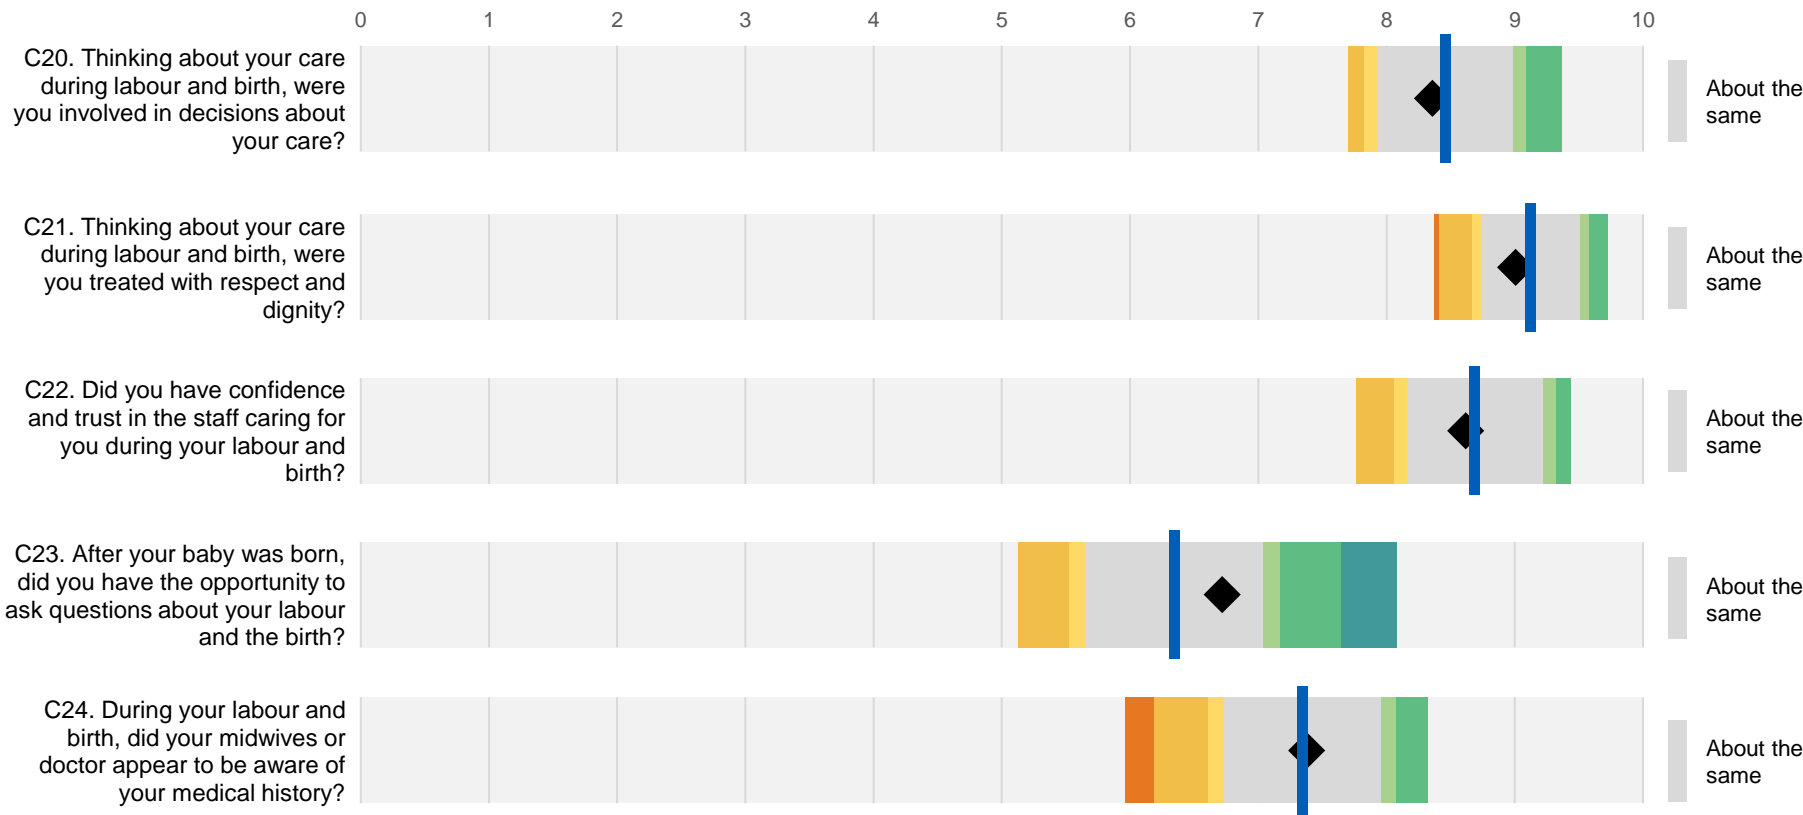 0 1 2 3 4 5 6 7 8 9 10
C20. Thinking about your care
during labour and birth, were
you involved in decisions about
your care?
About the
same
C21. Thinking about your care
during labour and birth, were
you treated with respect and
dignity?
About the
same
C22. Did you have confidence
and trust in the staff caring for
you during your labour and
birth?
About the
same
C23. After your baby was born,
did you have the opportunity to
ask questions about your labour
and the birth?
About the
same
C24. During your labour and
birth, did your midwives or
doctor appear to be aware of
your medical history?
About the
same